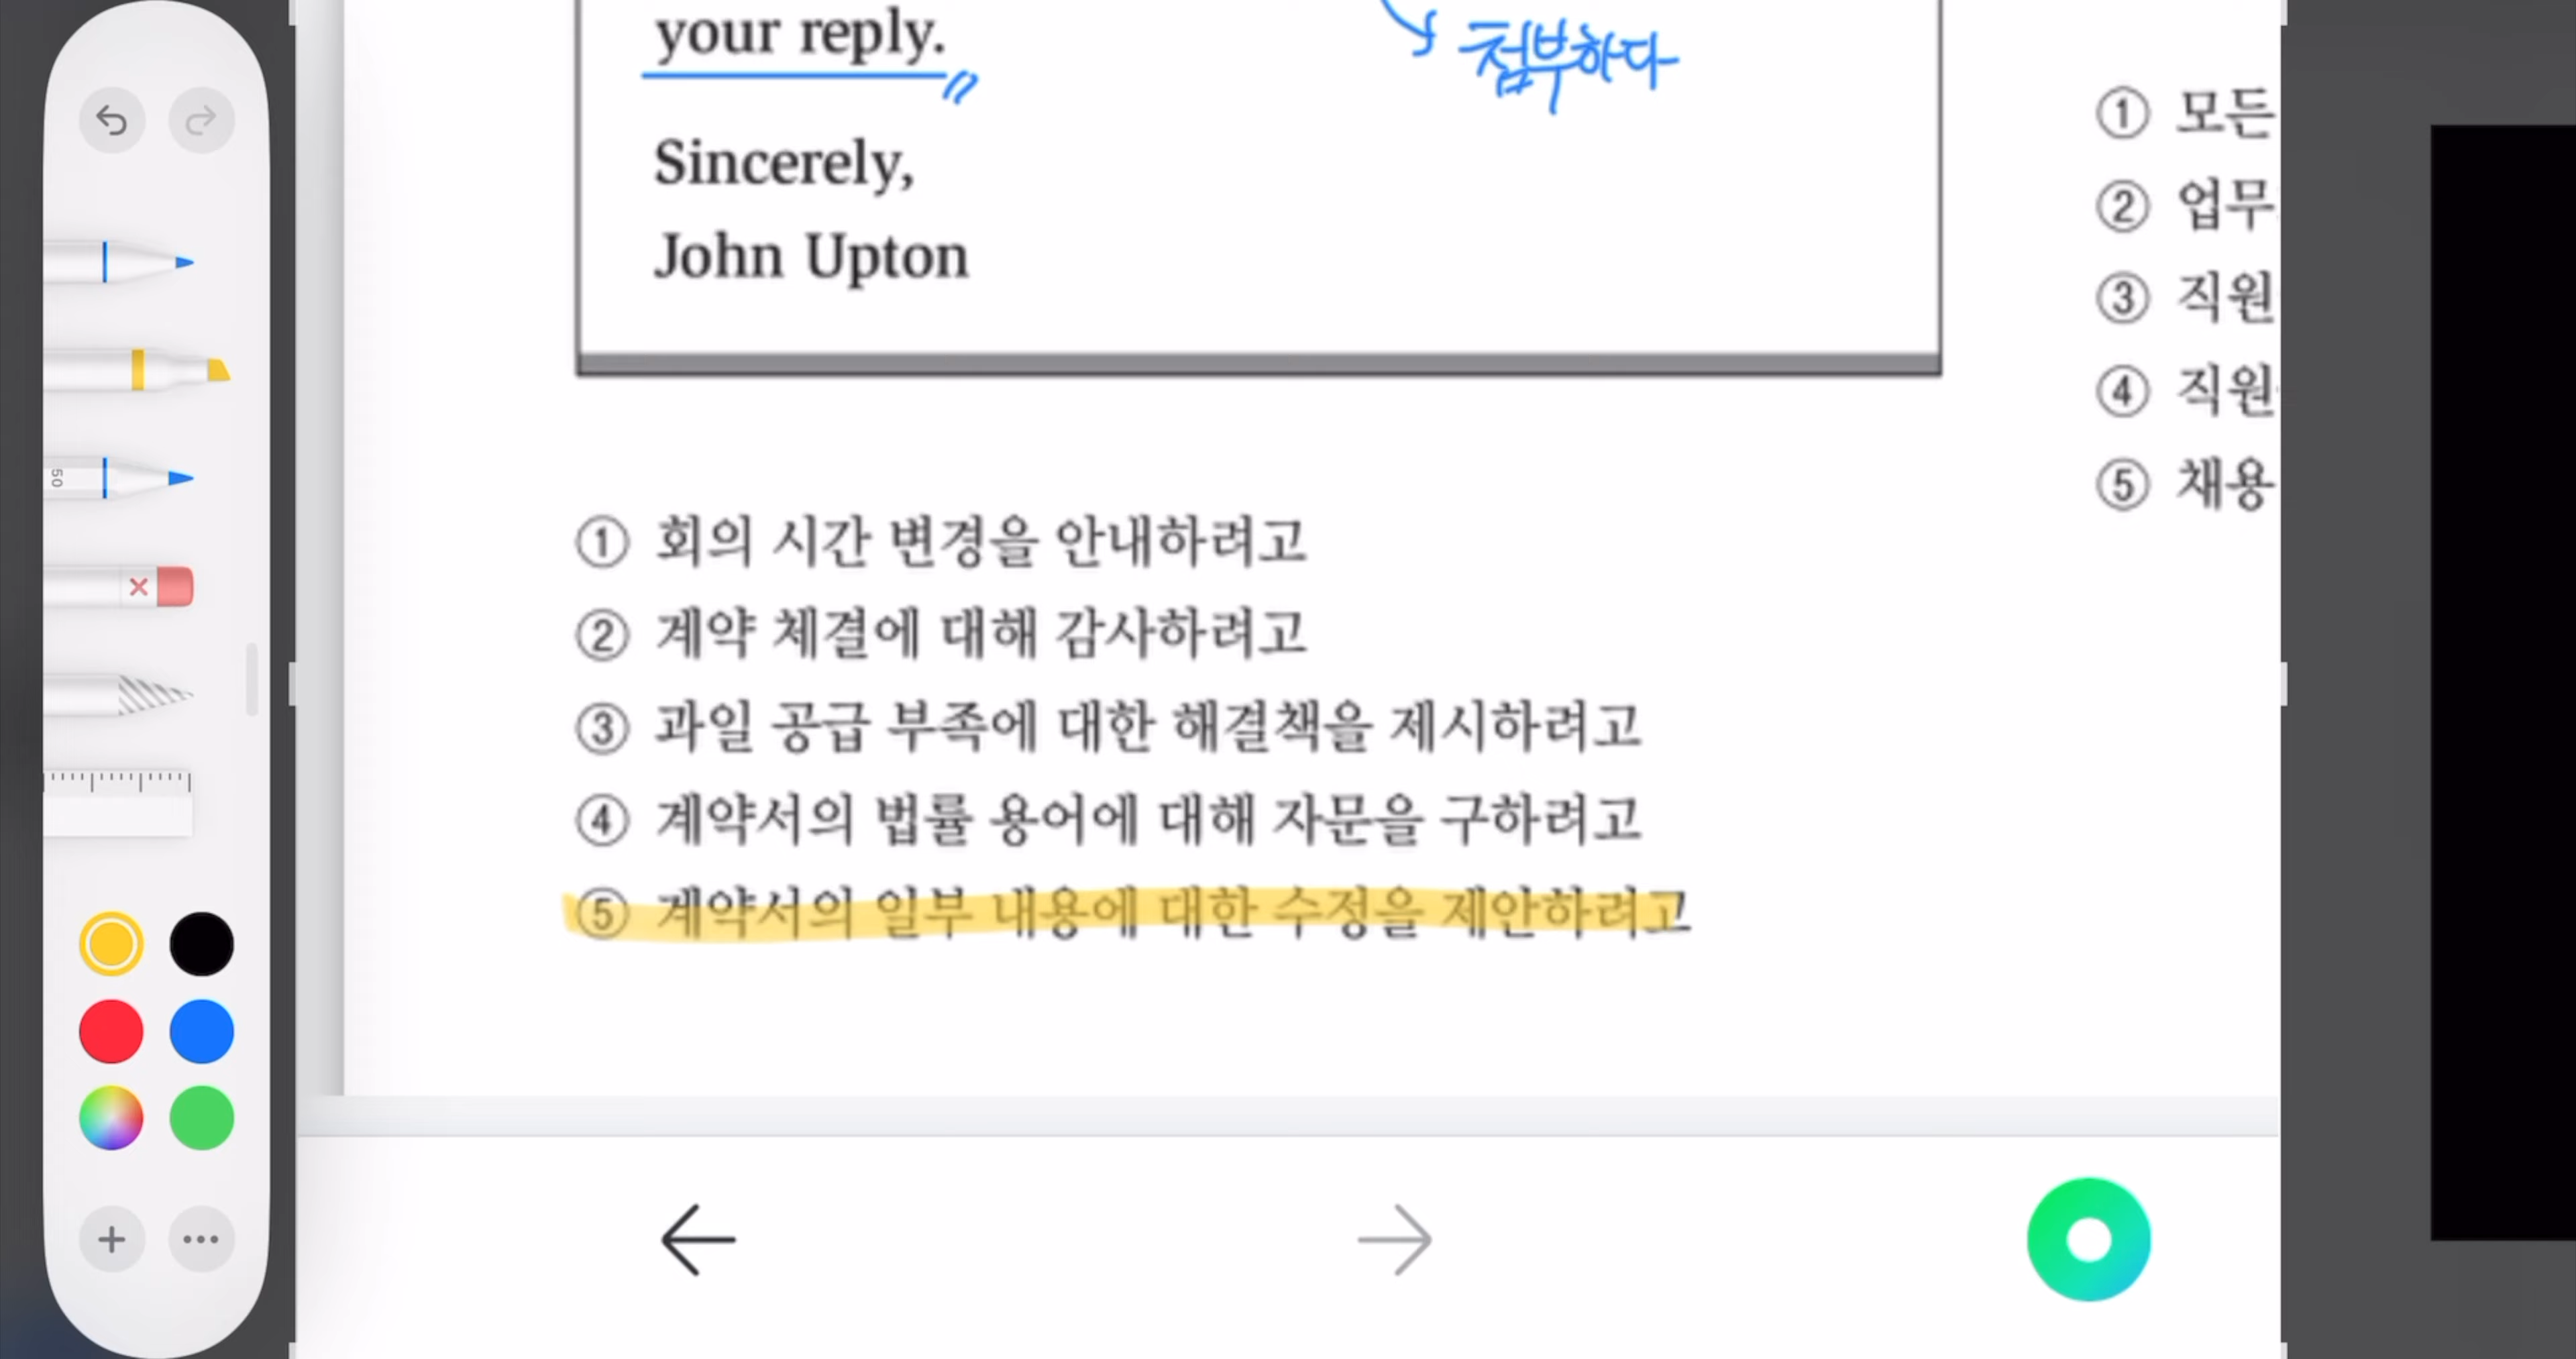 your reply.
첨부하다
Sincerely,
John Upton
① 회의 시간 변경을 안내하려고
② 계약 체결에 대해 감사하려고
③ 과일 공급 부족에 대한 해결책을 제시하려고
④ 계약서의 법률 용어에 대해 자문을 구하려고
⑤ 계약서의 일부 내용에 대한 수정을 제안하려고
① 모든
② 업무
③ 직원
④ 직원
⑤ 채용
50